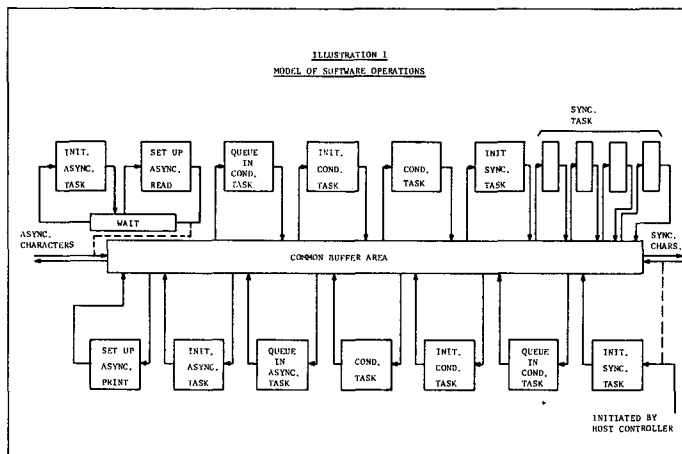 ILLUSTRATION 1
MODEL OF SOFTWARE OPERATIONS
SYNC.
TASK
INIT.
ASYNC.
TASK
SET UP
ASYNC.
READ
QUEUE
IN
COND.
TASK
INIT.
COND.
TASK
COND.
TASK
INIT
SYNC.
TASK
WAIT
ASYNC.
CHARACTERS
COMMON BUFFER AREA
SYNC.
CHARS.
SET UP
ASYNC.
PRINT
INIT.
ASYNC.
TASK
QUEUE
IN
ASYNC.
TASK
COND.
TASK
INIT.
COND.
TASK
QUEUE
IN
COND.
TASK
INIT.
SYNC.
TASK
INITIATED BY
HOST CONTROLLER